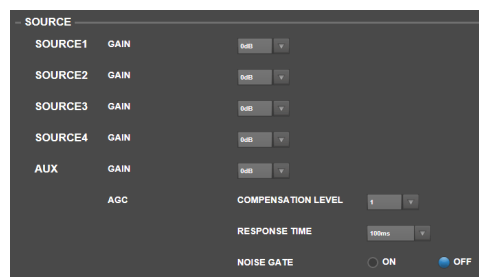 SOURCE
SOURCE1 GAIN 0dB
SOURCE2 GAIN 0dB
SOURCE3 GAIN 0dB
SOURCE4 GAIN 0dB
AUX GAIN 0dB
AGC COMPENSATION LEVEL 1
RESPONSE TIME 100ms
NOISE GATE ON OFF